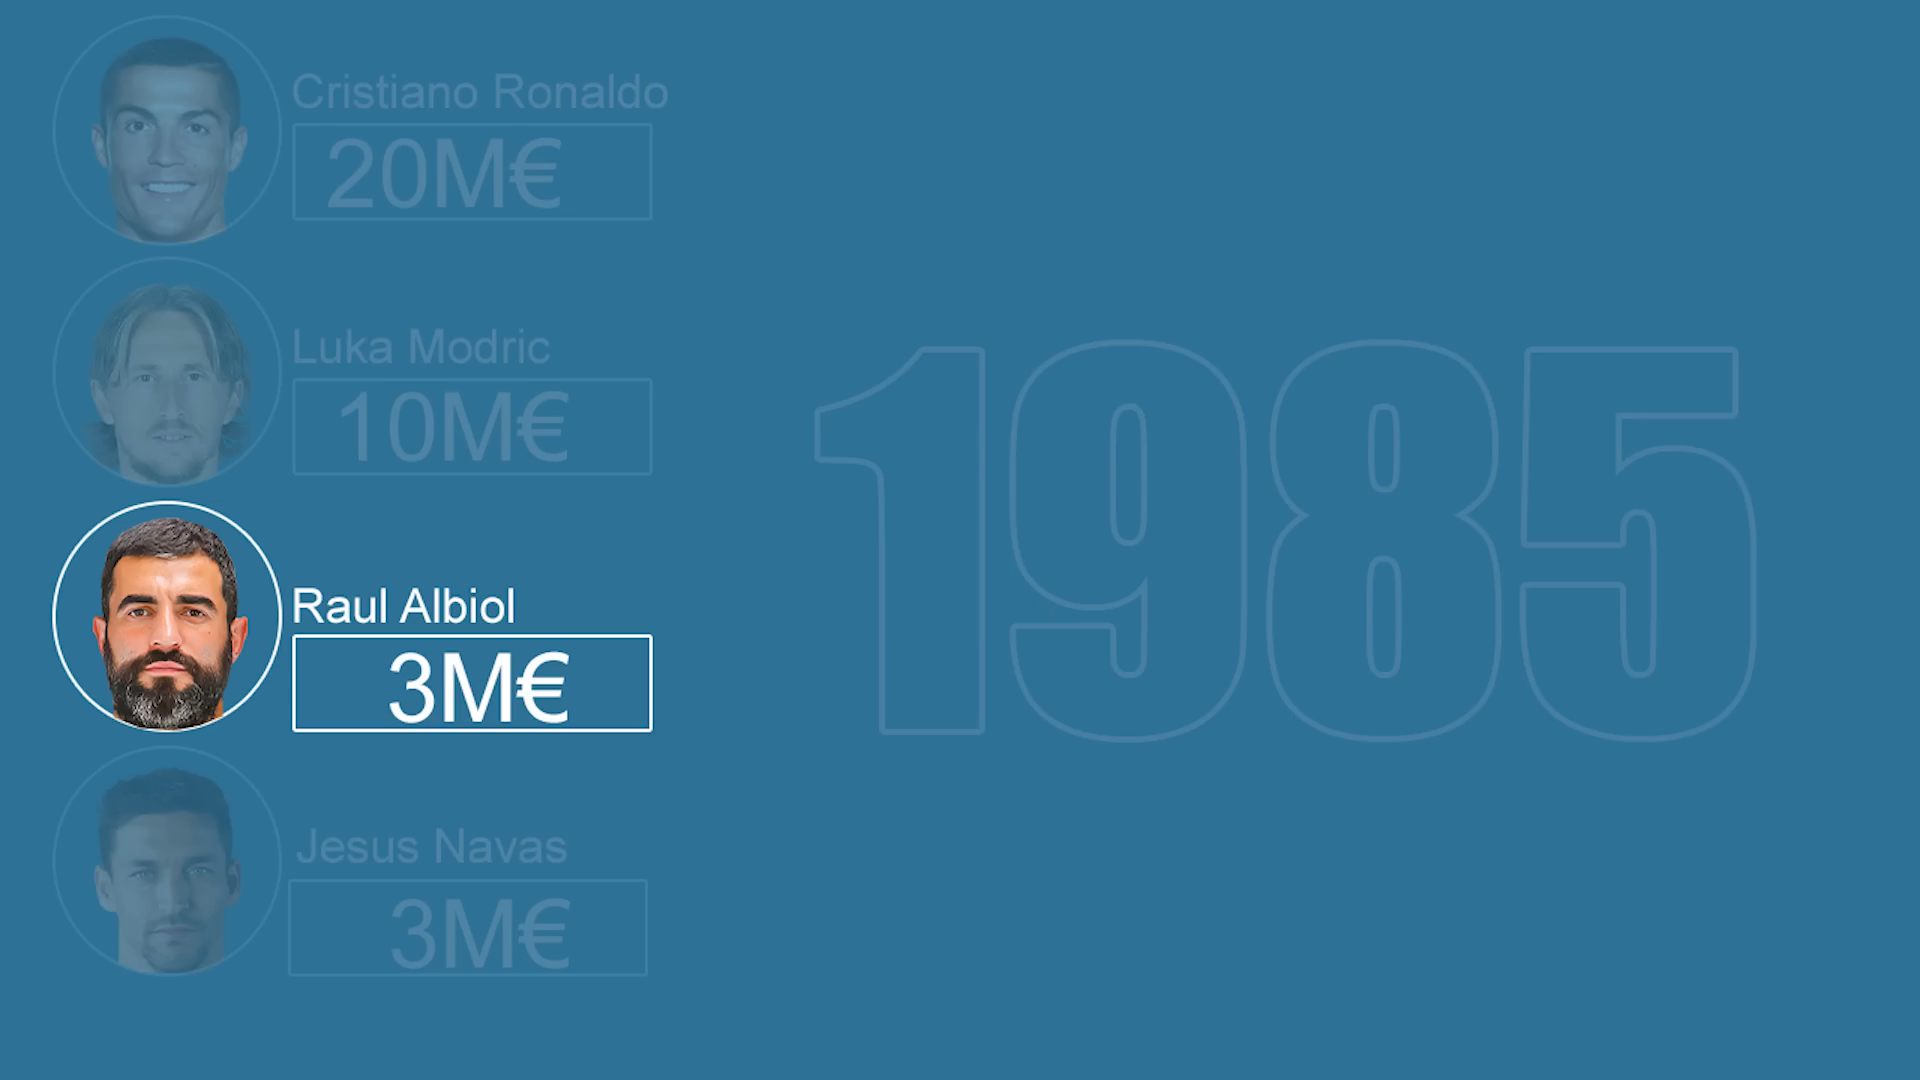 Cristiano Ronaldo
20M€
Luka Modric
10M€
Raul Albiol
3M€
Jesus Navas
3M€
1985